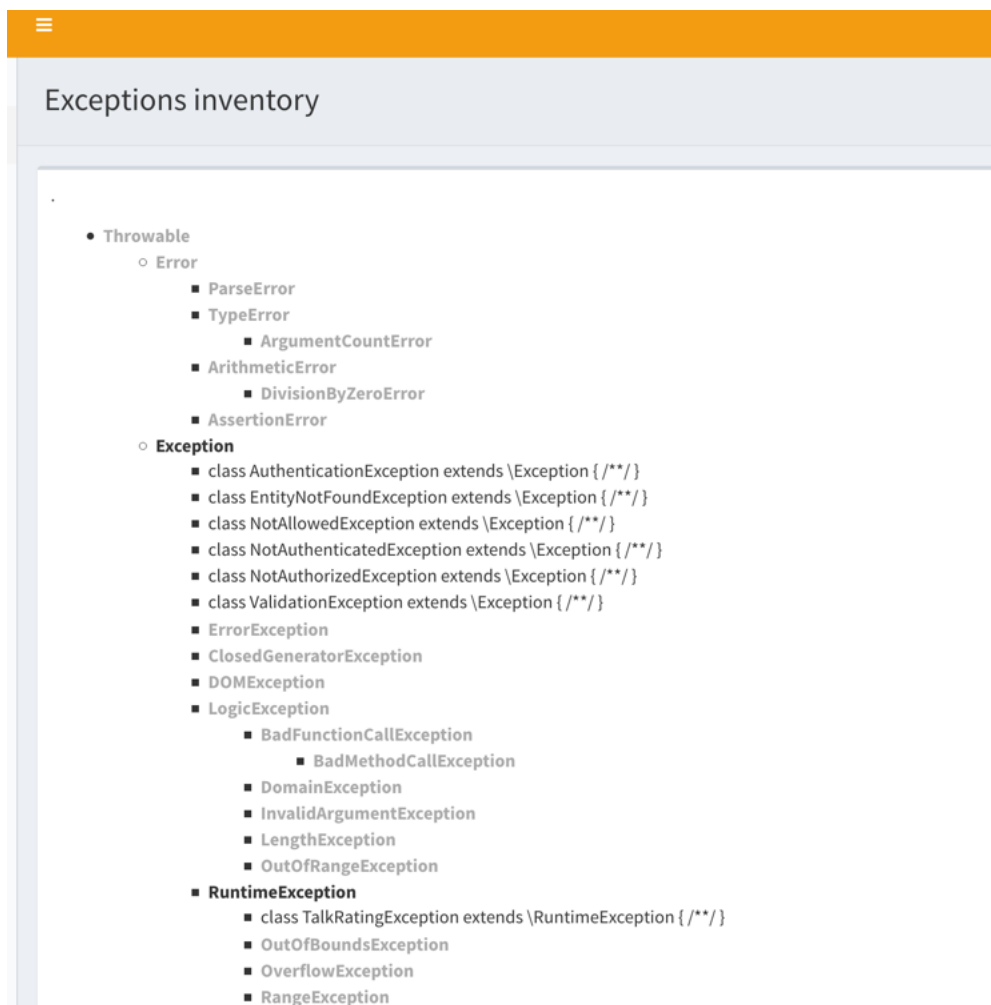 Exceptions inventory
.
Throwable
Error
ParseError
TypeError
ArgumentCountError
ArithmeticError
DivisionByZeroError
AssertionError
Exception
class AuthenticationException extends \Exception { /**/ }
class EntityNotFoundException extends \Exception { /**/ }
class NotAllowedException extends \Exception { /**/ }
class NotAuthenticatedException extends \Exception { /**/ }
class NotAuthorizedException extends \Exception { /**/ }
class ValidationException extends \Exception { /**/ }
ErrorException
ClosedGeneratorException
DOMException
LogicException
BadFunctionCallException
BadMethodCallException
DomainException
InvalidArgumentException
LengthException
OutOfRangeException
RuntimeException
class TalkRatingException extends \RuntimeException { /**/ }
OutOfBoundsException
OverflowException
RangeException